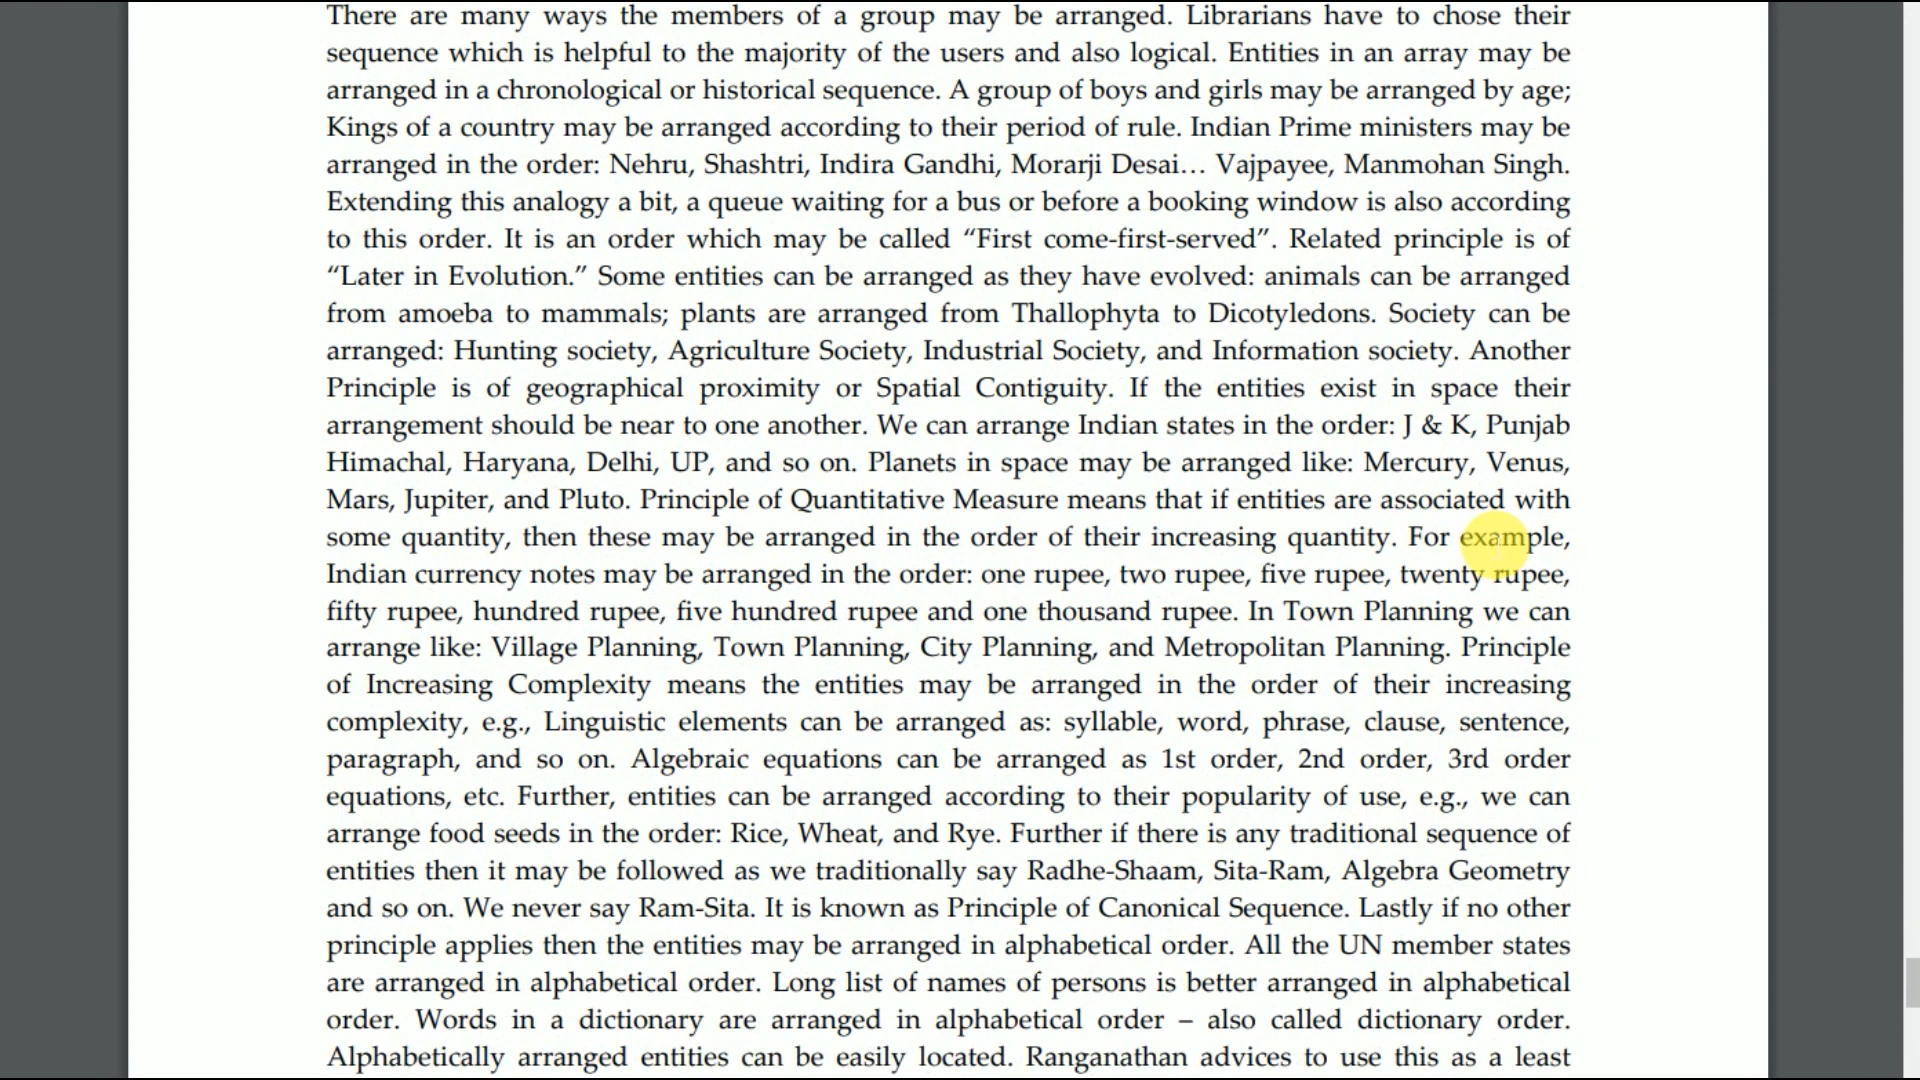 There are many ways the members of a group may be arranged. Librarians have to chose their
sequence which is helpful to the majority of the users and also logical. Entities in an array may be
arranged in a chronological or historical sequence. A group of boys and girls may be arranged by age;
Kings of a country may be arranged according to their period of rule. Indian Prime ministers may be
arranged in the order: Nehru, Shashtri, Indira Gandhi, Morarji Desai… Vajpayee, Manmohan Singh.
Extending this analogy a bit, a queue waiting for a bus or before a booking window is also according
to this order. It is an order which may be called “First come-first-served”. Related principle is of
“Later in Evolution.” Some entities can be arranged as they have evolved: animals can be arranged
from amoeba to mammals; plants are arranged from Thallophyta to Dicotyledons. Society can be
arranged: Hunting society, Agriculture Society, Industrial Society, and Information society. Another
Principle is of geographical proximity or Spatial Contiguity. If the entities exist in space their
arrangement should be near to one another. We can arrange Indian states in the order: J & K, Punjab
Himachal, Haryana, Delhi, UP, and so on. Planets in space may be arranged like: Mercury, Venus,
Mars, Jupiter, and Pluto. Principle of Quantitative Measure means that if entities are associated with
some quantity, then these may be arranged in the order of their increasing quantity. For example,
Indian currency notes may be arranged in the order: one rupee, two rupee, five rupee, twenty rupee,
fifty rupee, hundred rupee, five hundred rupee and one thousand rupee. In Town Planning we can
arrange like: Village Planning, Town Planning, City Planning, and Metropolitan Planning. Principle
of Increasing Complexity means the entities may be arranged in the order of their increasing
complexity, e.g., Linguistic elements can be arranged as: syllable, word, phrase, clause, sentence,
paragraph, and so on. Algebraic equations can be arranged as 1st order, 2nd order, 3rd order
equations, etc. Further, entities can be arranged according to their popularity of use, e.g., we can
arrange food seeds in the order: Rice, Wheat, and Rye. Further if there is any traditional sequence of
entities then it may be followed as we traditionally say Radhe-Shaam, Sita-Ram, Algebra Geometry
and so on. We never say Ram-Sita. It is known as Principle of Canonical Sequence. Lastly if no other
principle applies then the entities may be arranged in alphabetical order. All the UN member states
are arranged in alphabetical order. Long list of names of persons is better arranged in alphabetical
order. Words in a dictionary are arranged in alphabetical order – also called dictionary order.
Alphabetically arranged entities can be easily located. Ranganathan advices to use this as a least